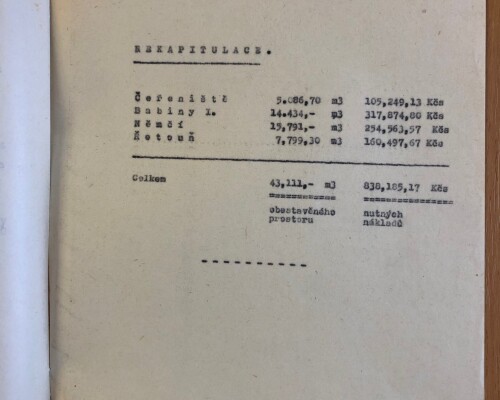 REKAPITULACE.
Čeřeniště 5.086,70 m3 105,249,13 Kčs
Babiny I. 14.434,- m3 317,874,80 Kčs
Němčí 15,791,- m3 254,563,57 Kčs
Řetouň 7,799,30 m3 160,497,67 Kčs
Celkem 43,111,- m3 838,185,17 Kčs
obestavěného nutných
prostoru nákladů